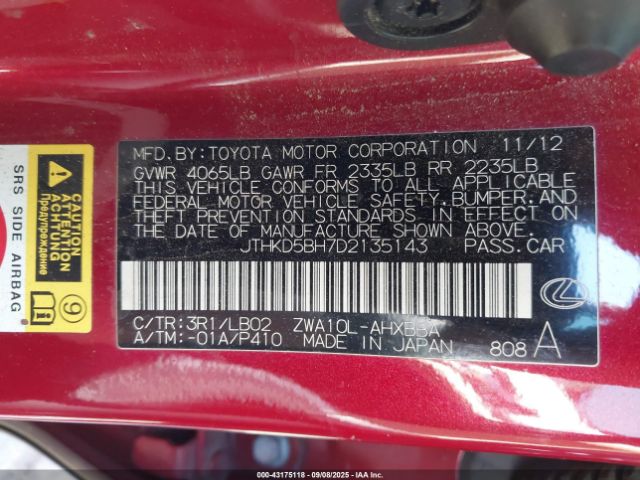 MFD.BY:TOYOTA MOTOR CORPORATION 11/12
GVWR 4065LB GAWR FR 2335LB RR 2235LB
THIS VEHICLE CONFORMS TO ALL APPLICABLE
FEDERAL MOTOR VEHICLE SAFETY,BUMPER,AND
THEFT PREVENTION STANDARDS IN EFFECT ON
THE DATE OF MANUFACTURE SHOWN ABOVE.
JTHKD5BH7D2135143 PASS.CAR
C/TR:3R1/LB02 ZWA10L-AHXBBA
A/TM:-01A/P410 MADE IN JAPAN 808 A
SRS SIDE AIRBAG
CAUTION
ATTENTION
Предупреждение
9
000-43175118 - 09/08/2025 - IAA Inc.